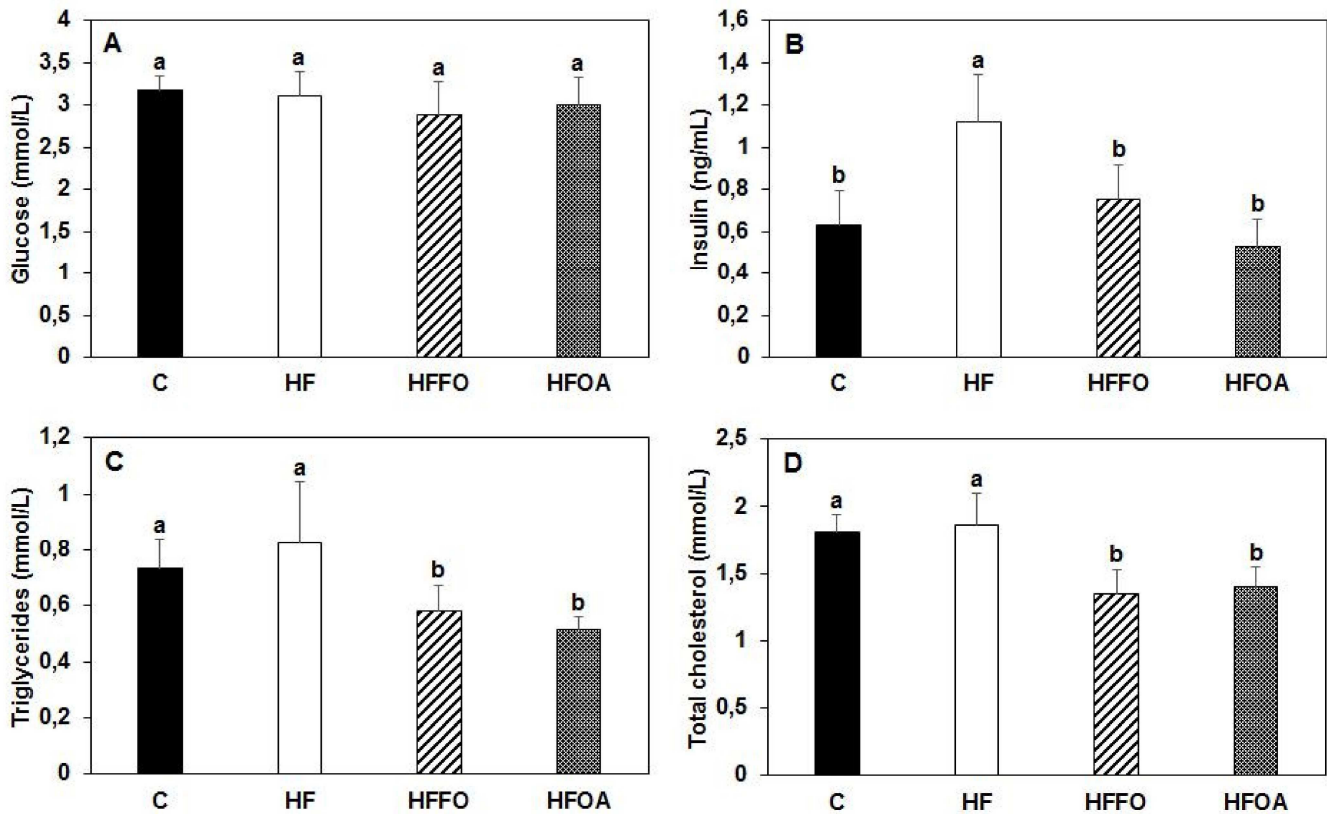 A
Glucose (mmol/L)
4
3,5
3
2,5
2
1,5
1
0,5
0
a
a
a
a
C
HF
HFFO
HFOA
B
Insulin (ng/mL)
1,6
1,4
1,2
1
0,8
0,6
0,4
0,2
0
b
a
b
b
C
HF
HFFO
HFOA
C
Triglycerides (mmol/L)
1,2
1
0,8
0,6
0,4
0,2
0
a
a
b
b
C
HF
HFFO
HFOA
D
Total cholesterol (mmol/L)
2,5
2
1,5
1
0,5
0
a
a
b
b
C
HF
HFFO
HFOA